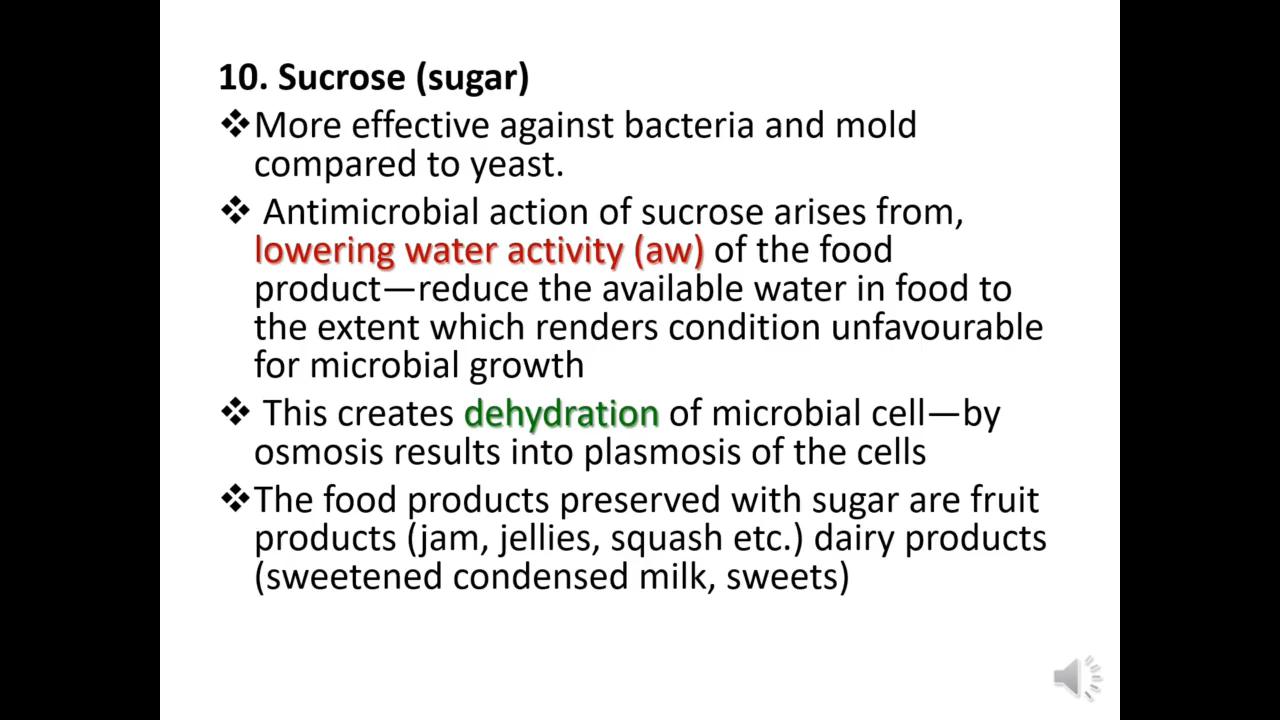 10. Sucrose (sugar)
❖More effective against bacteria and mold
compared to yeast.
❖ Antimicrobial action of sucrose arises from,
lowering water activity (aw) of the food
product—reduce the available water in food to
the extent which renders condition unfavourable
for microbial growth
❖ This creates dehydration of microbial cell—by
osmosis results into plasmosis of the cells
❖The food products preserved with sugar are fruit
products (jam, jellies, squash etc.) dairy products
(sweetened condensed milk, sweets)